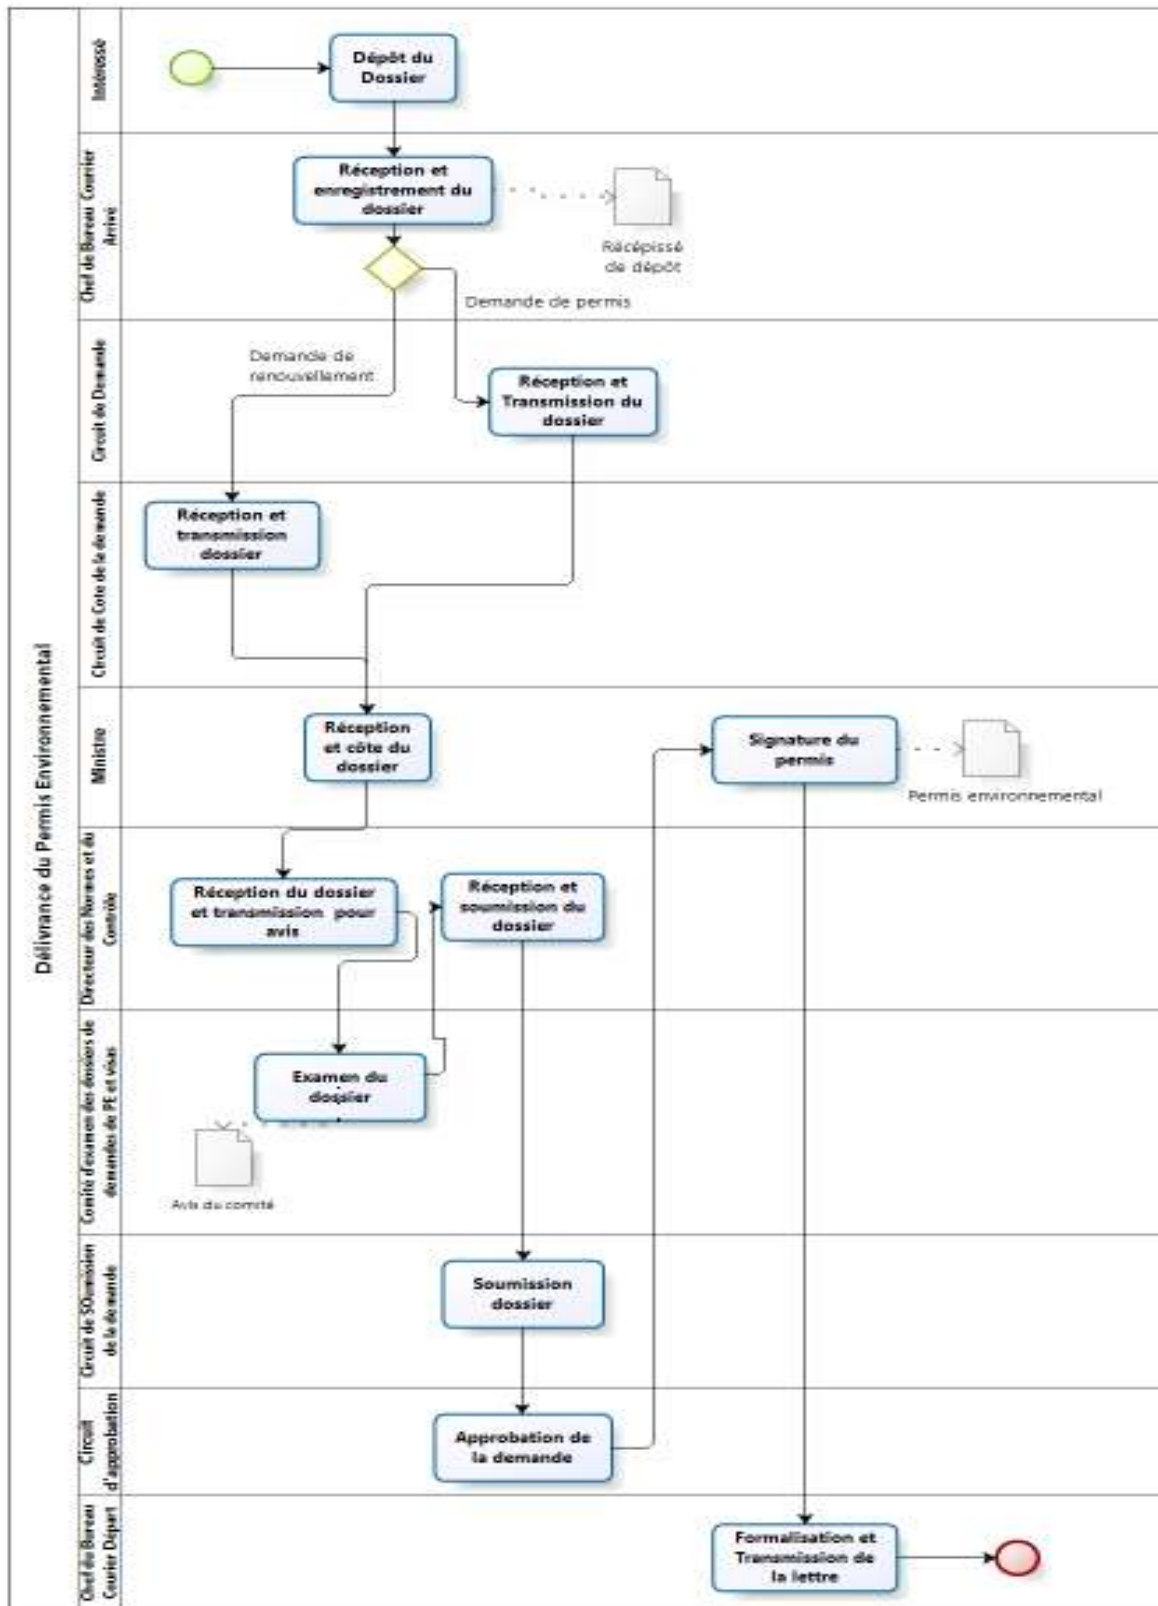 Délivrance du Permis Environnemental
Intéressé
Dépôt du
Dossier
Chef de Bureau Courrier
Arrivé
Réception et
enregistrement du
dossier
Récépissé
de dépôt
Demande de permis
Circuit de Demande
Demande de
renouvellement
Réception et
Transmission du
dossier
Circuit de Cote de la demande
Réception et
transmission
dossier
Ministre
Réception
et côte du
dossier
Signature du
permis
Permis environnemental
Directeur des Normes et du
Contrôle
Réception du dossier
et transmission pour
avis
Réception et
soumission du
dossier
Comité d'examen des dossiers de
demandes de PE et visas
Examen du
dossier
Avis du comité
Circuit de SOumission
de la demande
Soumission
dossier
Circuit
d'approbation
Approbation de
la demande
Chef du Bureau
Courier Départ
Formalisation et
Transmission de
la lettre